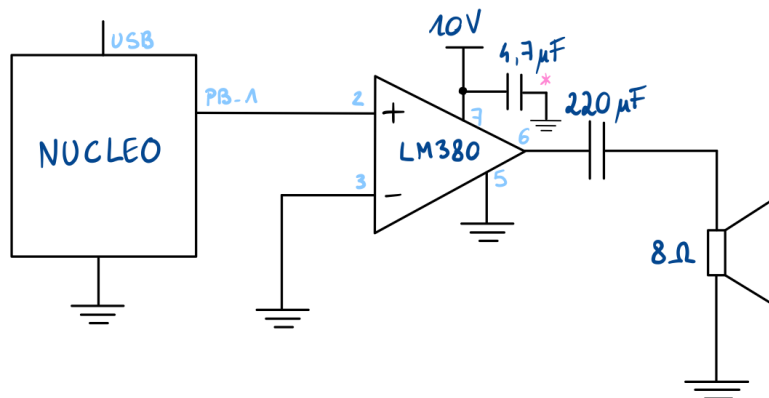 USB
10V
4,7μF
*
PB_1
2
+
7
220μF
NUCLEO
LM380
6
3
-
5
8Ω